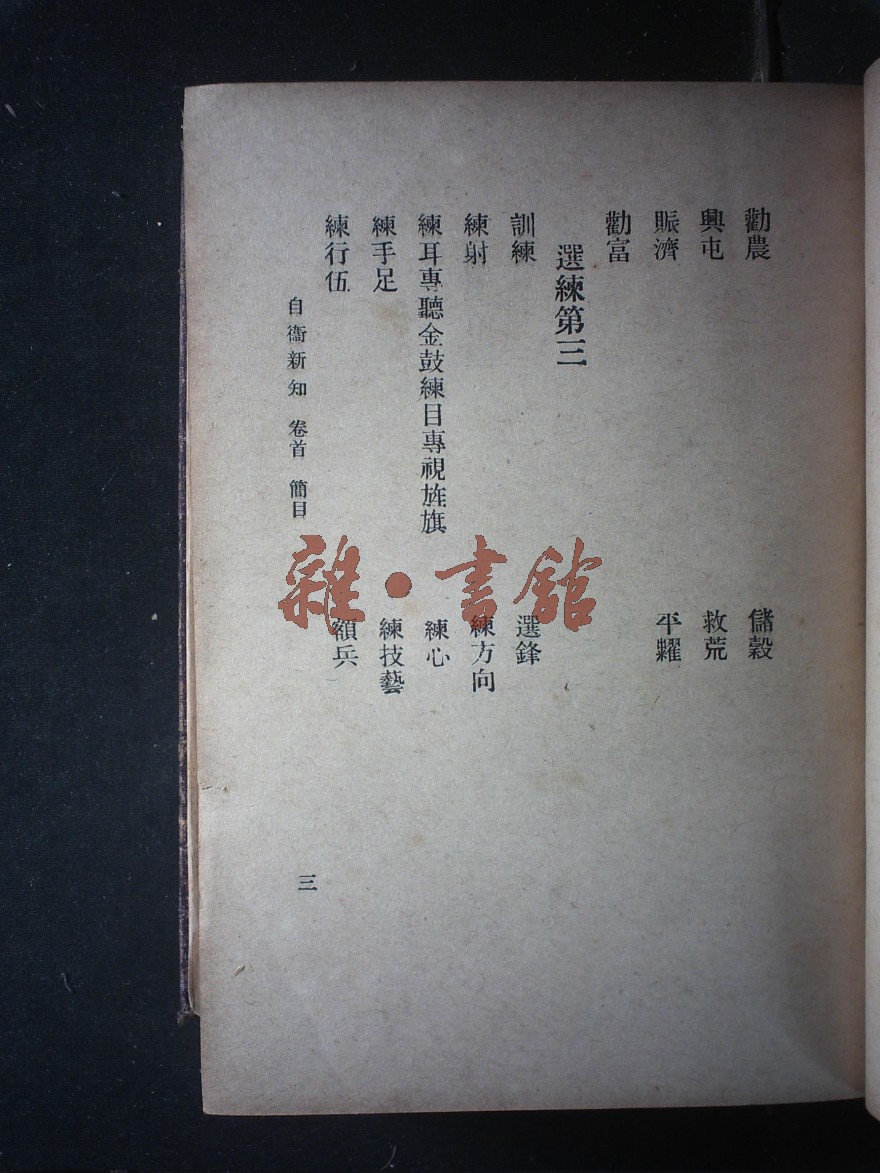 勸農　儲穀
興屯　救荒
賑濟　平糶
勸富
選練第三
訓練　選鋒
練射　練方向
練耳專聽金鼓練目專視旌旗　練心
練手足　練技藝
練行伍　額兵
自衞新知　卷首　簡目　三
雜·書館